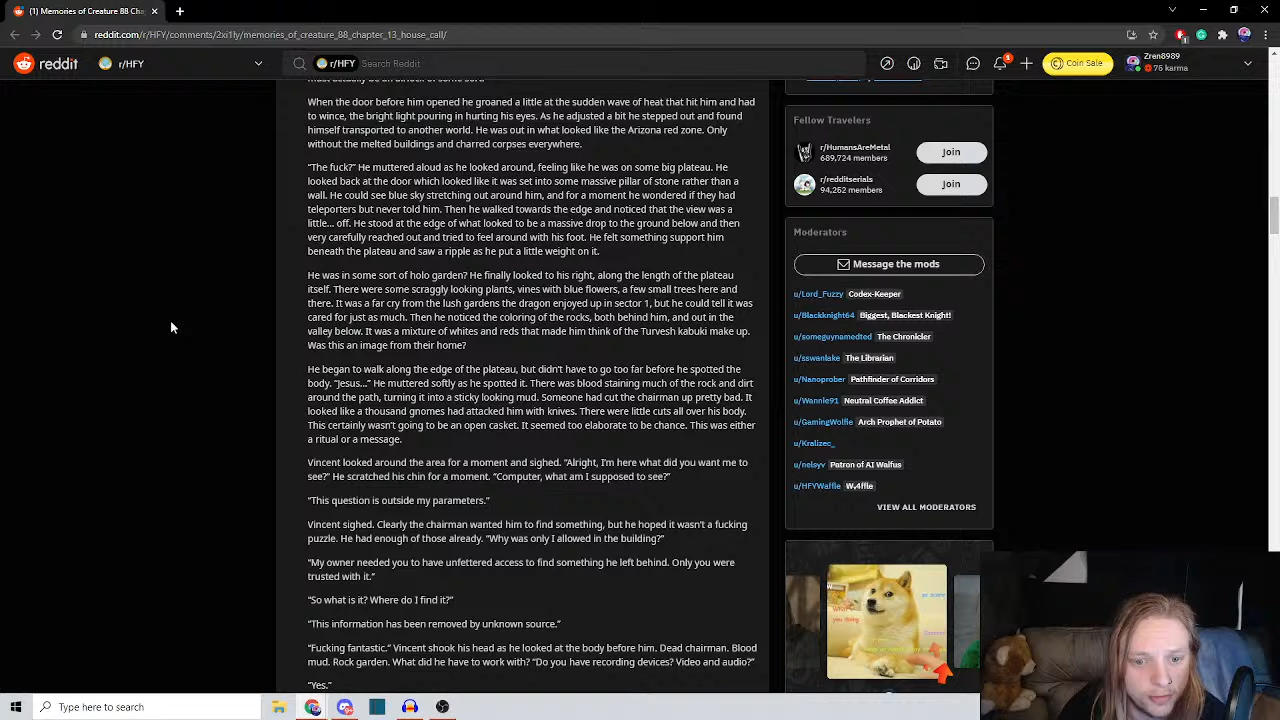 (1) Memories of Creature 88 Cha
reddit.com/r/HFY/comments/2xi1ly/memories_of_creature_88_chapter_13_house_call/
reddit
r/HFY
r/HFY
Search Reddit
1
Coin Sale
Zren8989
75 karma
When the door before him opened he groaned a little at the sudden wave of heat that hit him and had
to wince, the bright light pouring in hurting his eyes. As he adjusted a bit he stepped out and found
himself transported to another world. He was out in what looked like the Arizona red zone. Only
without the melted buildings and charred corpses everywhere.
“The fuck?” He muttered aloud as he looked around, feeling like he was on some big plateau. He
looked back at the door which looked like it was set into some massive pillar of stone rather than a
wall. He could see blue sky stretching out around him, and for a moment he wondered if they had
teleporters but never told him. Then he walked towards the edge and noticed that the view was a
little… off. He stood at the edge of what looked to be a massive drop to the ground below and then
very carefully reached out and tried to feel around with his foot. He felt something support him
beneath the plateau and saw a ripple as he put a little weight on it.
He was in some sort of holo garden? He finally looked to his right, along the length of the plateau
itself. There were some scraggly looking plants, vines with blue flowers, a few small trees here and
there. It was a far cry from the lush gardens the dragon enjoyed up in sector 1, but he could tell it was
cared for just as much. Then he noticed the coloring of the rocks, both behind him, and out in the
valley below. It was a mixture of whites and reds that made him think of the Turvesh kabuki make up.
Was this an image from their home?
He began to walk along the edge of the plateau, but didn’t have to go too far before he spotted the
body. “Jesus…” He muttered softly as he spotted it. There was blood staining much of the rock and dirt
around the path, turning it into a sticky looking mud. Someone had cut the chairman up pretty bad. It
looked like a thousand gnomes had attacked him with knives. There were little cuts all over his body.
This certainly wasn’t going to be an open casket. It seemed too elaborate to be chance. This was either
a ritual or a message.
Vincent looked around the area for a moment and sighed. “Alright, I’m here what did you want me to
see?” He scratched his chin for a moment. “Computer, what am I supposed to see?”
“This question is outside my parameters.”
Vincent sighed. Clearly the chairman wanted him to find something, but he hoped it wasn’t a fucking
puzzle. He had enough of those already. “Why was only I allowed in the building?”
“My owner needed you to have unfettered access to find something he left behind. Only you were
trusted with it.”
“So what is it? Where do I find it?”
“This information has been removed by unknown source.”
“Fucking fantastic.” Vincent shook his head as he looked at the body before him. Dead chairman. Blood
mud. Rock garden. What did he have to work with? “Do you have recording devices? Video and audio?”
“Yes.”
Fellow Travelers
r/HumansAreMetal
689,724 members
Join
r/redditserials
94,262 members
Join
Moderators
Message the mods
u/Lord_Fuzzy Codex-Keeper
u/Blackknight64 Biggest, Blackest Knight!
u/someguynamedted The Chronicler
u/sswanlake The Librarian
u/Nanoprober Pathfinder of Corridors
u/Wannie91 Neutral Coffee Addict
u/GamingWolfie Arch Prophet of Potato
u/Kralizec_
u/nelsyv Patron of AI Waifus
u/HFYWaffle Wᵥ4ffle
VIEW ALL MODERATORS
Type here to search